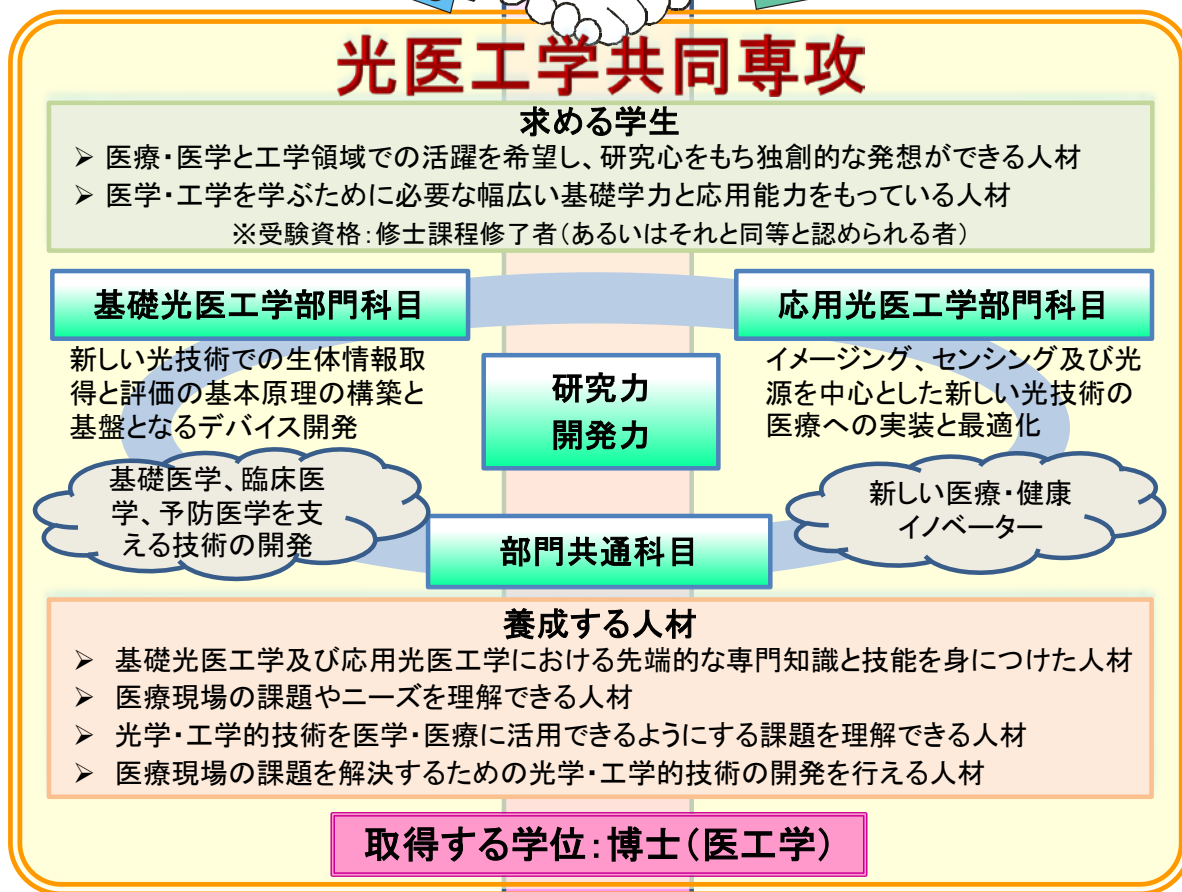 光医工学共同専攻
求める学生
➢ 医療・医学と工学領域での活躍を希望し、研究心をもち独創的な発想ができる人材
➢ 医学・工学を学ぶために必要な幅広い基礎学力と応用能力をもっている人材
※受験資格：修士課程修了者（あるいはそれと同等と認められる者）
基礎光医工学部門科目
新しい光技術での生体情報取
得と評価の基本原理の構築と
基盤となるデバイス開発
基礎医学、臨床医
学、予防医学を支
える技術の開発
研究力
開発力
応用光医工学部門科目
イメージング、センシング及び光
源を中心とした新しい光技術の
医療への実装と最適化
新しい医療・健康
イノベーター
部門共通科目
養成する人材
➢ 基礎光医工学及び応用光医工学における先端的な専門知識と技能を身につけた人材
➢ 医療現場の課題やニーズを理解できる人材
➢ 光学・工学的技術を医学・医療に活用できるようにする課題を理解できる人材
➢ 医療現場の課題を解決するための光学・工学的技術の開発を行える人材
取得する学位：博士（医工学）